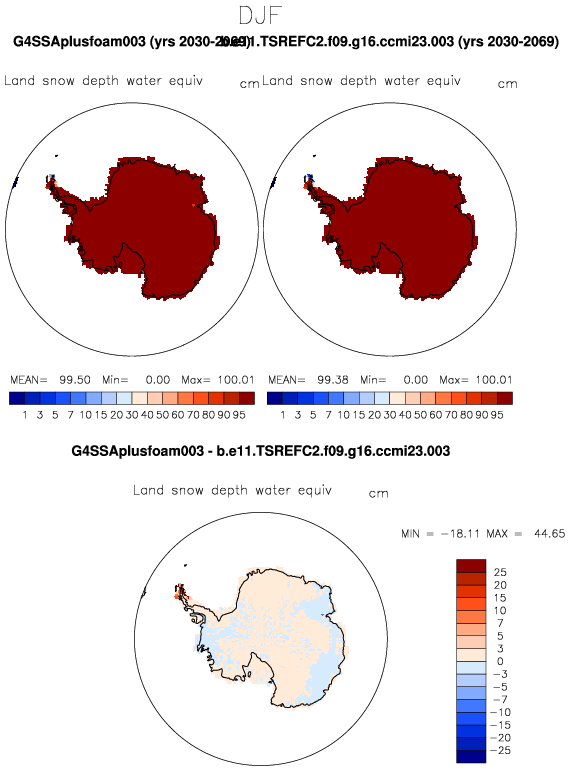 DJF
G4SSAplusfoam003 (yrs 2030-2069)
b.e11.TSREFC2.f09.g16.ccmi23.003 (yrs 2030-2069)
Land snow depth water equiv cm
Land snow depth water equiv cm
MEAN= 99.50 Min= 0.00 Max= 100.01
MEAN= 99.38 Min= 0.00 Max= 100.01
1 3 5 7 10 15 20 30 40 50 60 70 80 90 95
1 3 5 7 10 15 20 30 40 50 60 70 80 90 95
G4SSAplusfoam003 - b.e11.TSREFC2.f09.g16.ccmi23.003
Land snow depth water equiv cm
MIN = -18.11 MAX = 44.65
25
20
15
10
7
5
3
0
-3
-5
-7
-10
-15
-20
-25